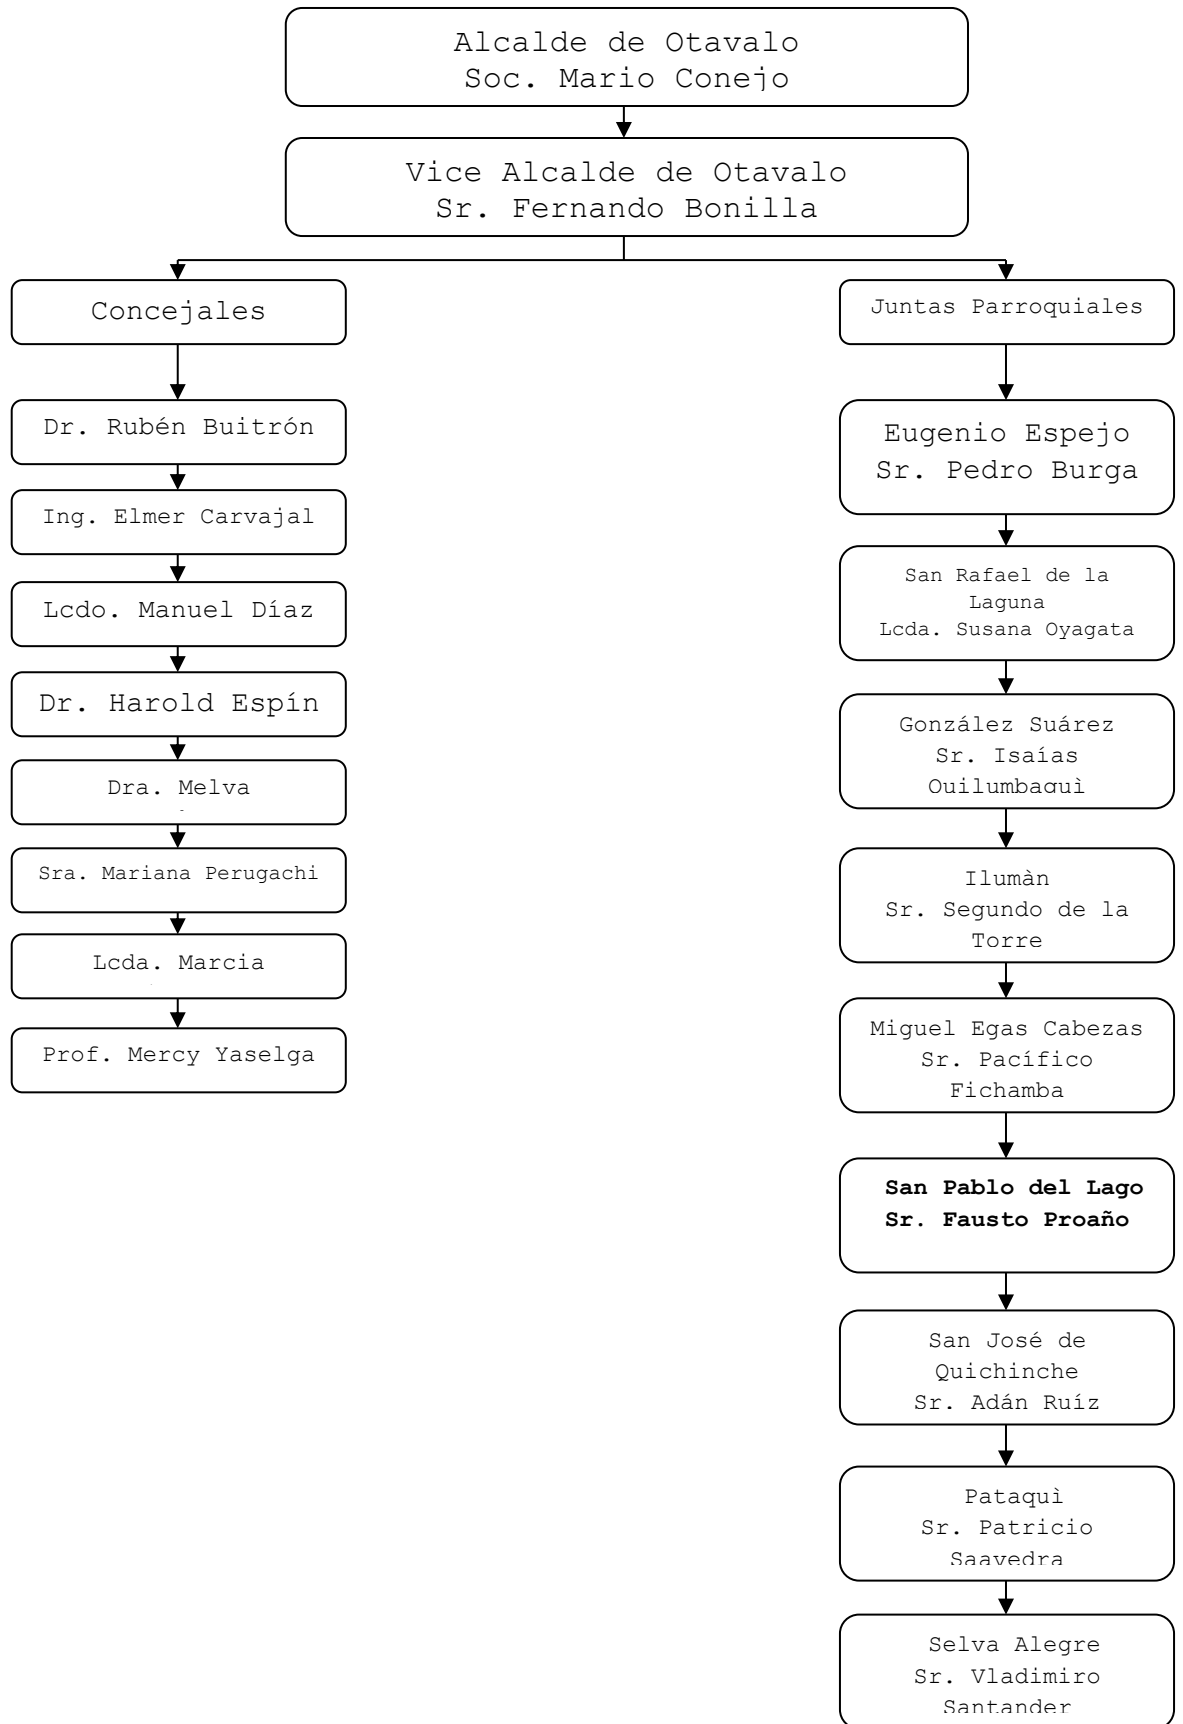 Alcalde de Otavalo
Soc. Mario Conejo
Vice Alcalde de Otavalo
Sr. Fernando Bonilla
Concejales
Dr. Rubén Buitrón
Ing. Elmer Carvajal
Lcdo. Manuel Díaz
Dr. Harold Espín
Dra. Melva
Sra. Mariana Perugachi
Lcda. Marcia
Prof. Mercy Yaselga
Juntas Parroquiales
Eugenio Espejo
Sr. Pedro Burga
San Rafael de la
Laguna
Lcda. Susana Oyagata
González Suárez
Sr. Isaías
Quilumbaquì
Ilumàn
Sr. Segundo de la
Torre
Miguel Egas Cabezas
Sr. Pacífico
Fichamba
San Pablo del Lago
Sr. Fausto Proaño
San José de
Quichinche
Sr. Adán Ruíz
Pataquì
Sr. Patricio
Saavedra
Selva Alegre
Sr. Vladimiro
Santander